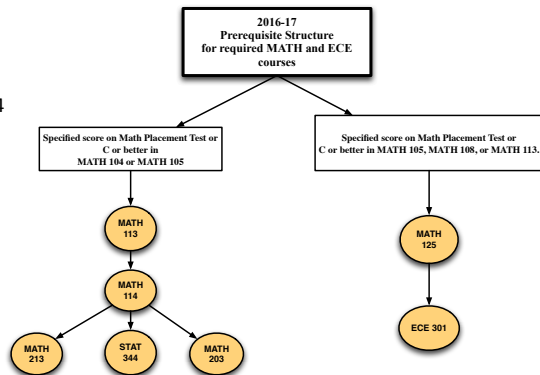 2016-17
Prerequisite Structure
for required MATH and ECE
courses
4
Specified score on Math Placement Test or
C or better in
MATH 104 or MATH 105
Specified score on Math Placement Test or
C or better in MATH 105, MATH 108, or MATH 113.
MATH
113
MATH
125
MATH
114
ECE 301
MATH
213
STAT
344
MATH
203